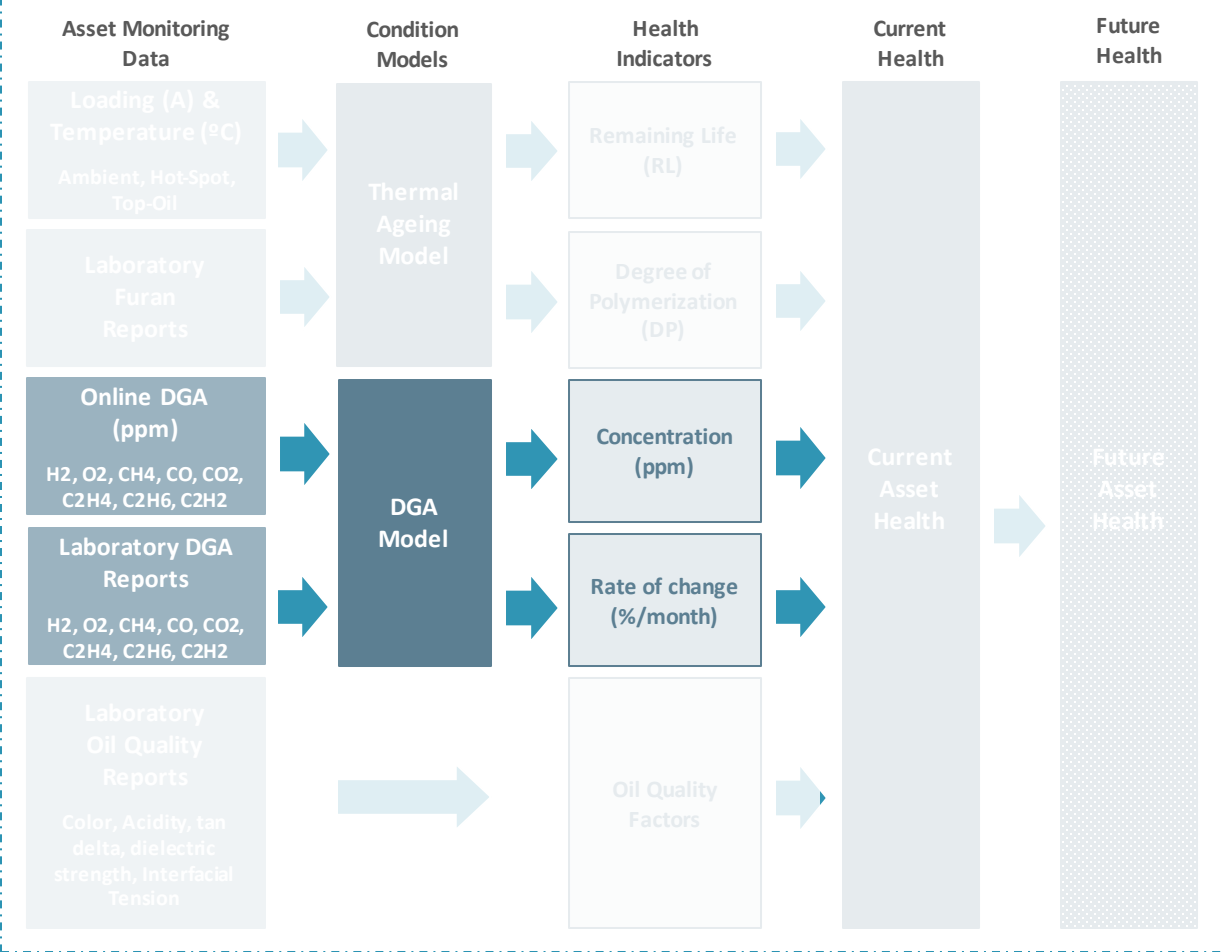 Asset Monitoring
Data
Condition
Models
Health
Indicators
Current
Health
Future
Health
Loading (A) &
Temperature (ºC)
Ambient, Hot-Spot,
Top-Oil
Thermal
Ageing
Model
Remaining Life
(RL)
Laboratory
Furan
Reports
Degree of
Polymerization
(DP)
Online DGA
(ppm)
H2, O2, CH4, CO, CO2,
C2H4, C2H6, C2H2
DGA
Model
Concentration
(ppm)
Laboratory DGA
Reports
H2, O2, CH4, CO, CO2,
C2H4, C2H6, C2H2
Rate of change
(%/month)
Laboratory
Oil Quality
Reports
Color, Acidity, tan
delta, dielectric
strength, Interfacial
Tension
Oil Quality
Factors
Current
Asset
Health
Future
Asset
Health